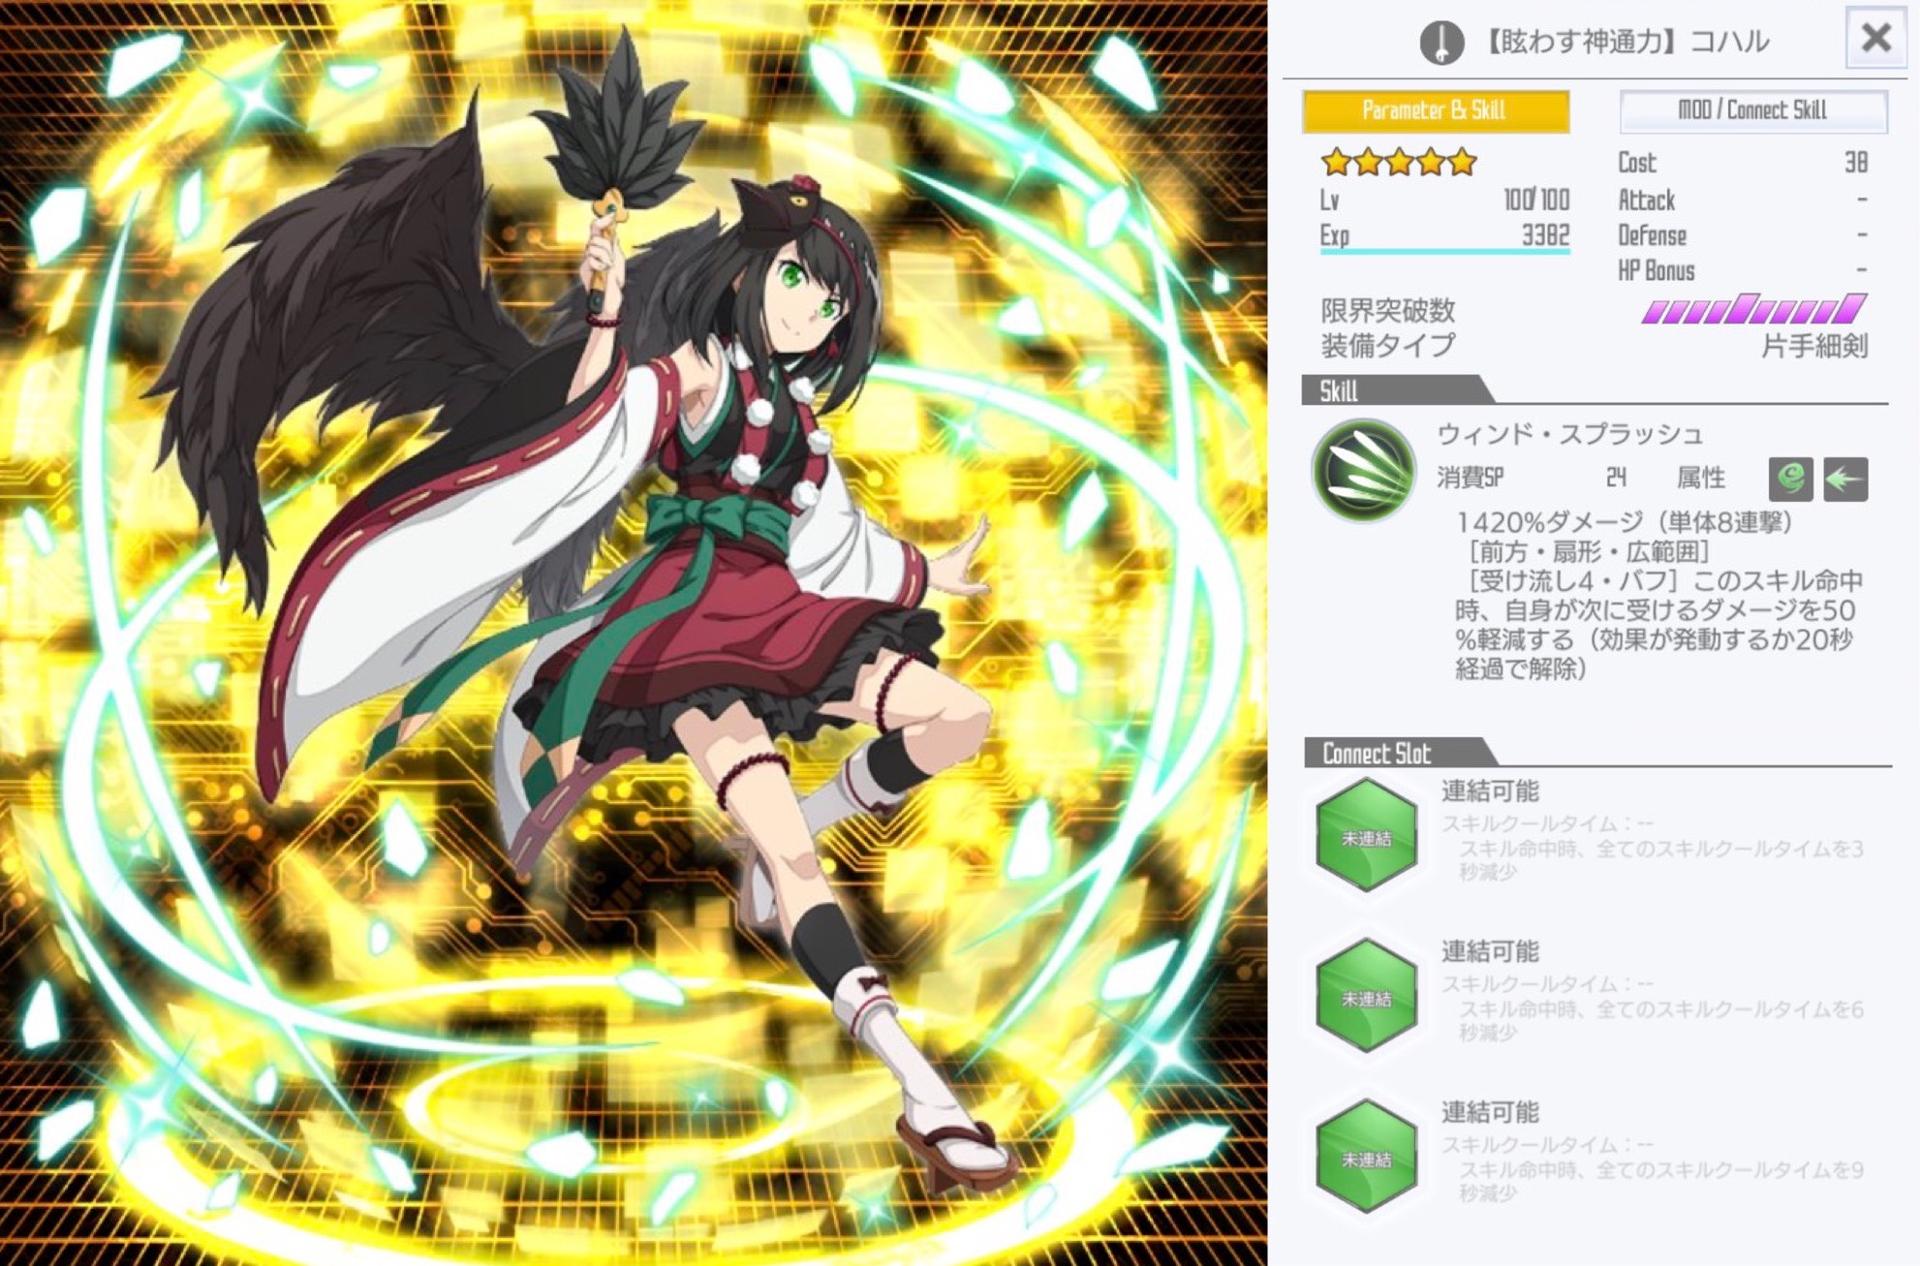 【眩わす神通力】コハル
Parameter & Skill
MOD / Connect Skill
Lv 100/100
Exp 3382
Cost 38
Attack -
Defense -
HP Bonus -
限界突破数
装備タイプ 片手細剣
Skill
ウィンド・スプラッシュ
消費SP 24 属性
1420%ダメージ（単体8連撃）
［前方・扇形・広範囲］
［受け流し4・バフ］このスキル命中
時、自身が次に受けるダメージを50
%軽減する（効果が発動するか20秒
経過で解除）
Connect Slot
連結可能
未連結
スキルクールタイム：--
スキル命中時、全てのスキルクールタイムを3
秒減少
連結可能
未連結
スキルクールタイム：--
スキル命中時、全てのスキルクールタイムを6
秒減少
連結可能
未連結
スキルクールタイム：--
スキル命中時、全てのスキルクールタイムを9
秒減少